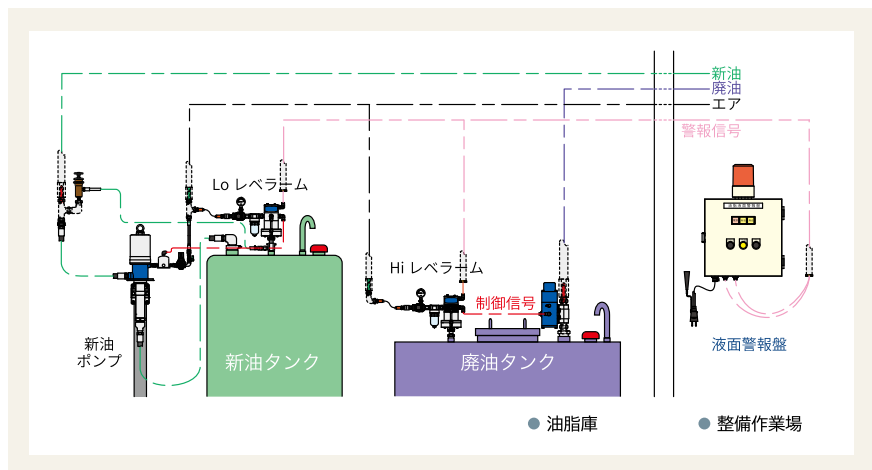 新油
廃油
エア
警報信号
Lo レベラーム
Hi レベラーム
制御信号
新油
ポンプ
新油タンク
廃油タンク
液面警報盤
油脂庫
整備作業場